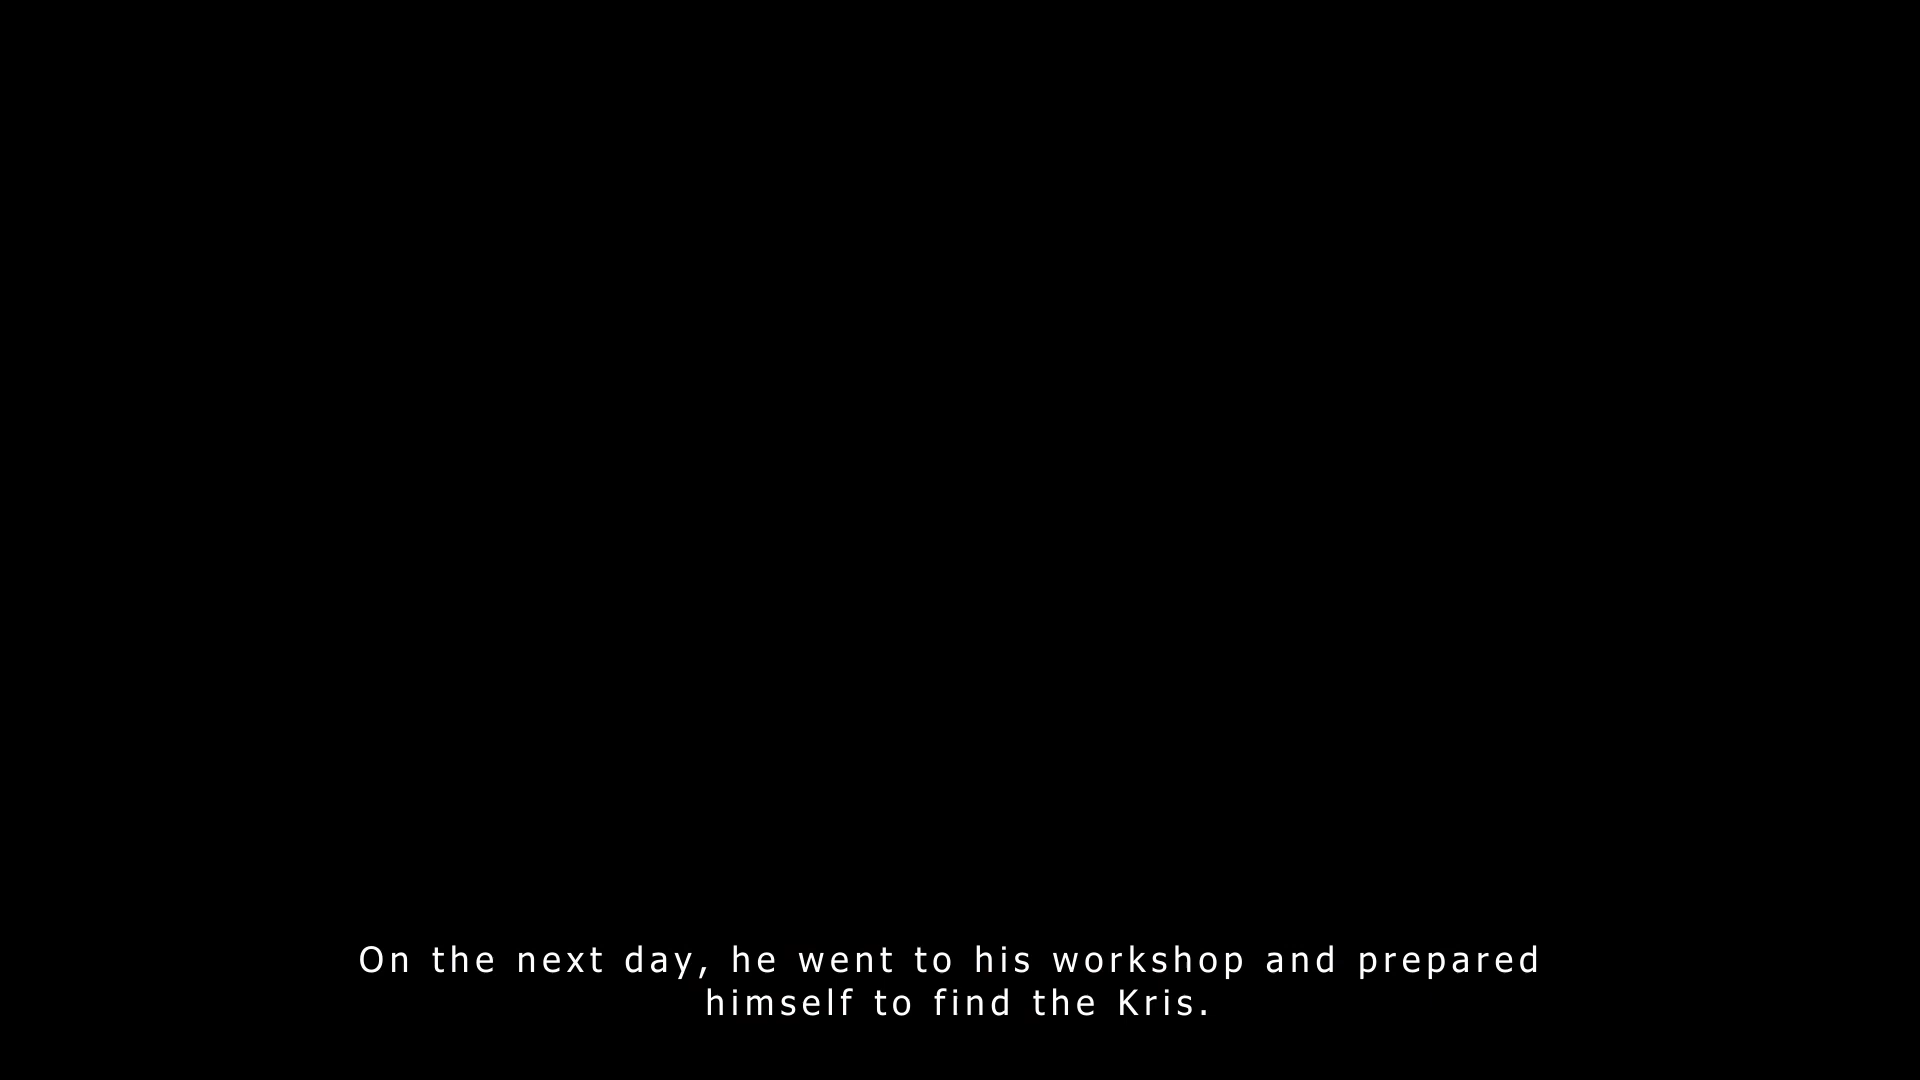 On the next day, he went to his workshop and prepared
himself to find the Kris.